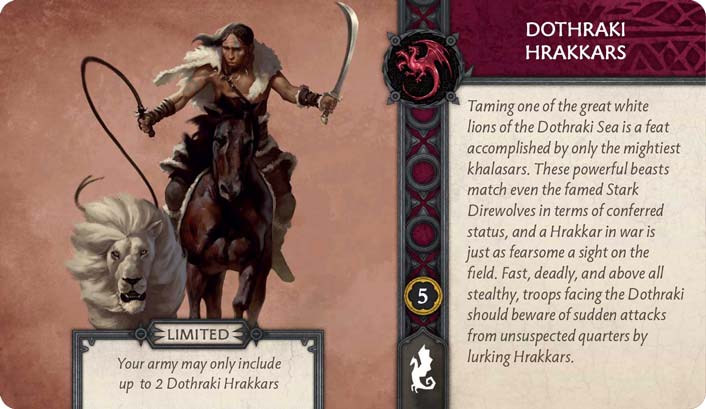 DOTHRAKI
HRAKKARS
Taming one of the great white
lions of the Dothraki Sea is a feat
accomplished by only the mightiest
khalasars. These powerful beasts
match even the famed Stark
Direwolves in terms of conferred
status, and a Hrakkar in war is
just as fearsome a sight on the
field. Fast, deadly, and above all
stealthy, troops facing the Dothraki
should beware of sudden attacks
from unsuspected quarters by
lurking Hrakkars.
5
LIMITED
Your army may only include
up to 2 Dothraki Hrakkars